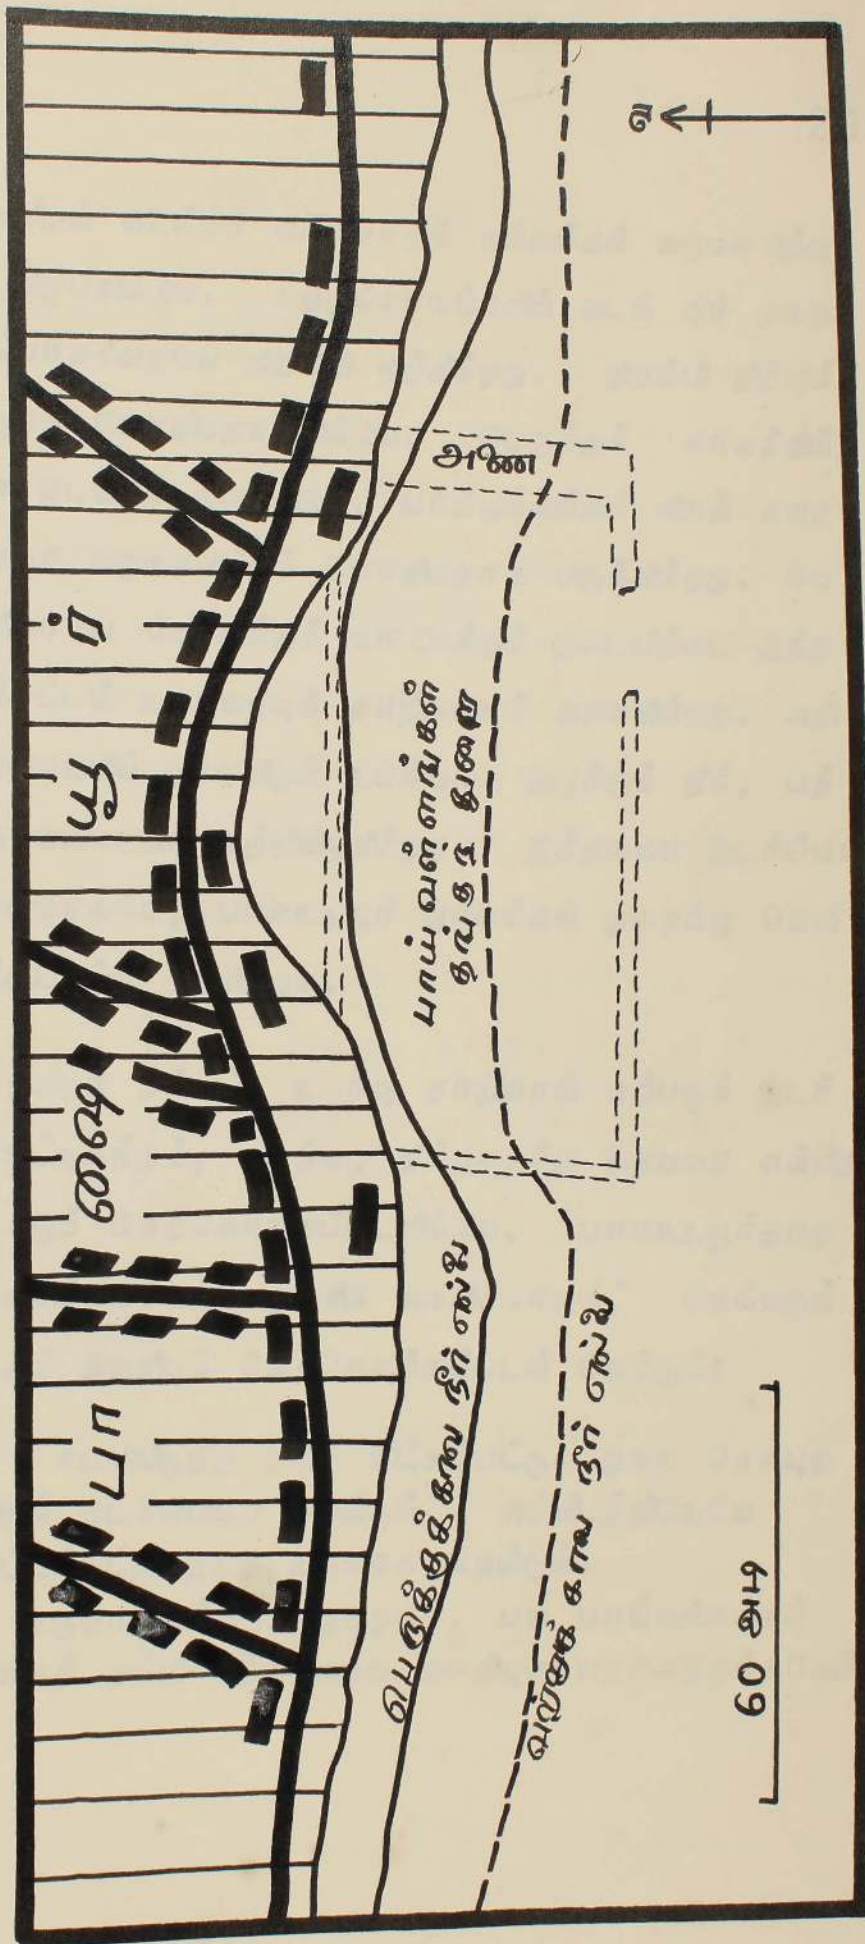 வ
பாஷையூர்
அணை
பாய் வள்ளங்கள்
தங்குந் துறை
பெருக்குக்கால நீர் எல்லை
வற்றுக் கால நீர் எல்லை
60 அடி